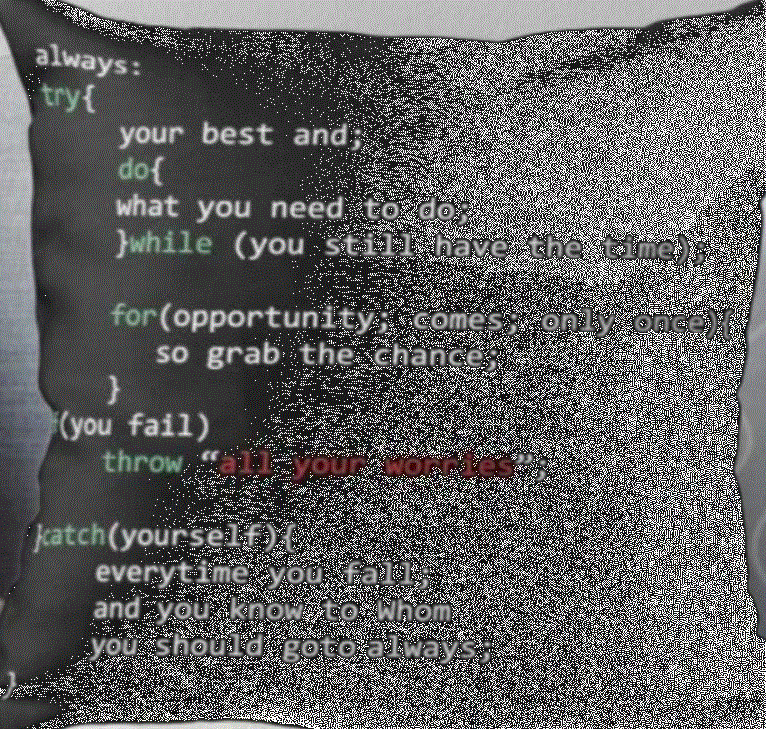 always:
try{
your best and;
do{
what you need to do;
}while (you still have the time);
for(opportunity; comes; only once){
so grab the chance;
}
(you fail)
throw “all your worries”;
}catch(yourself){
everytime you fall;
and you know to Whom
you should goto always;
}